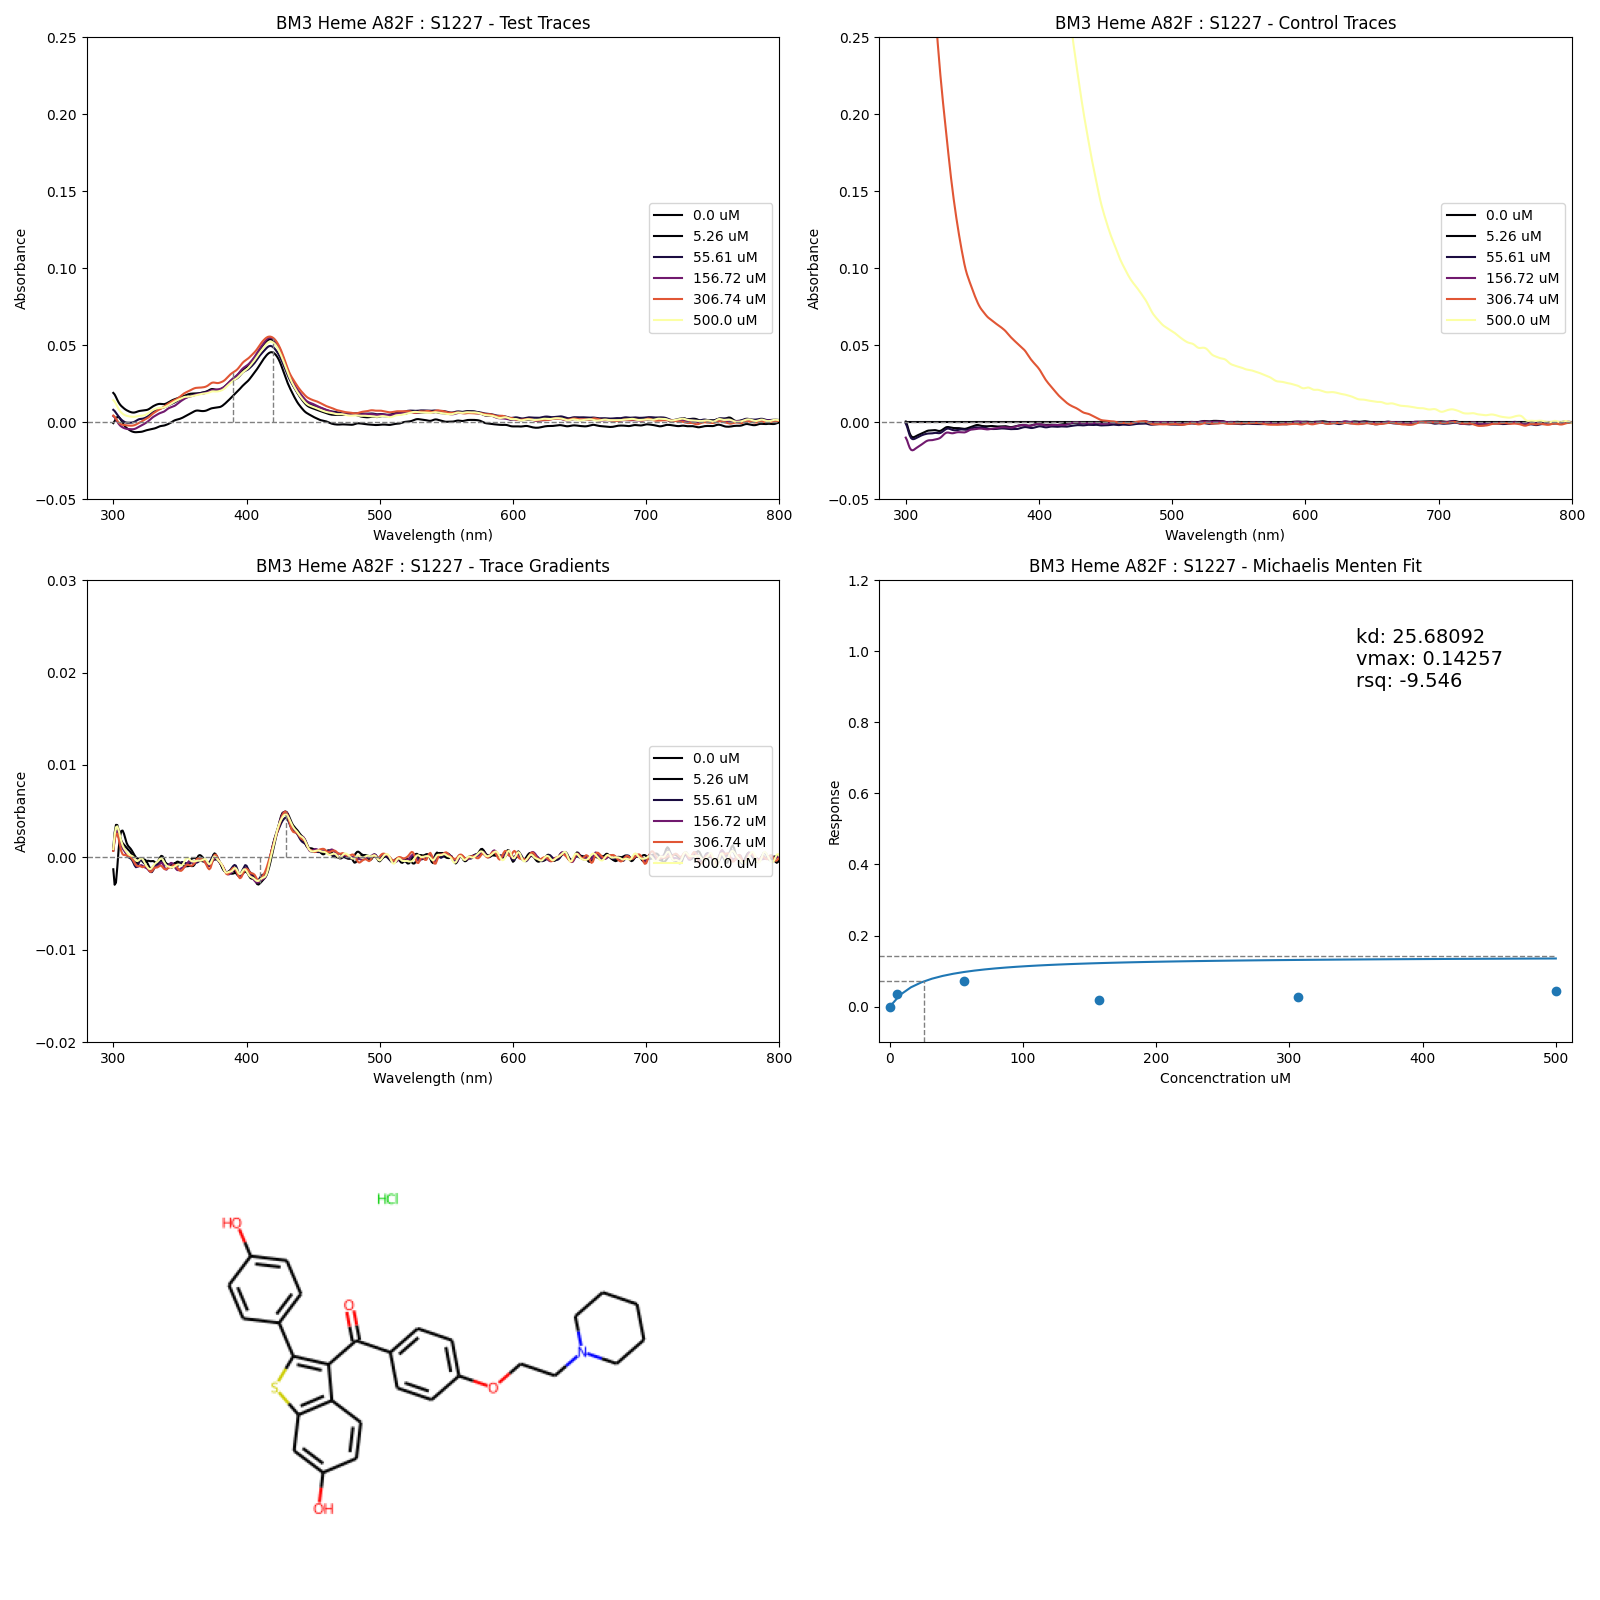 BM3 Heme A82F : S1227 - Test Traces
0.25
0.20
0.15
0.10
0.05
0.00
−0.05
Absorbance
300
400
500
600
700
800
Wavelength (nm)
0.0 uM
5.26 uM
55.61 uM
156.72 uM
306.74 uM
500.0 uM
BM3 Heme A82F : S1227 - Control Traces
0.25
0.20
0.15
0.10
0.05
0.00
−0.05
Absorbance
300
400
500
600
700
800
Wavelength (nm)
0.0 uM
5.26 uM
55.61 uM
156.72 uM
306.74 uM
500.0 uM
BM3 Heme A82F : S1227 - Trace Gradients
0.03
0.02
0.01
0.00
−0.01
−0.02
Absorbance
300
400
500
600
700
800
Wavelength (nm)
0.0 uM
5.26 uM
55.61 uM
156.72 uM
306.74 uM
500.0 uM
BM3 Heme A82F : S1227 - Michaelis Menten Fit
1.2
1.0
0.8
0.6
0.4
0.2
0.0
Response
kd: 25.68092
vmax: 0.14257
rsq: -9.546
0
100
200
300
400
500
Concenctration uM
HCl
HO
O
N
S
O
OH